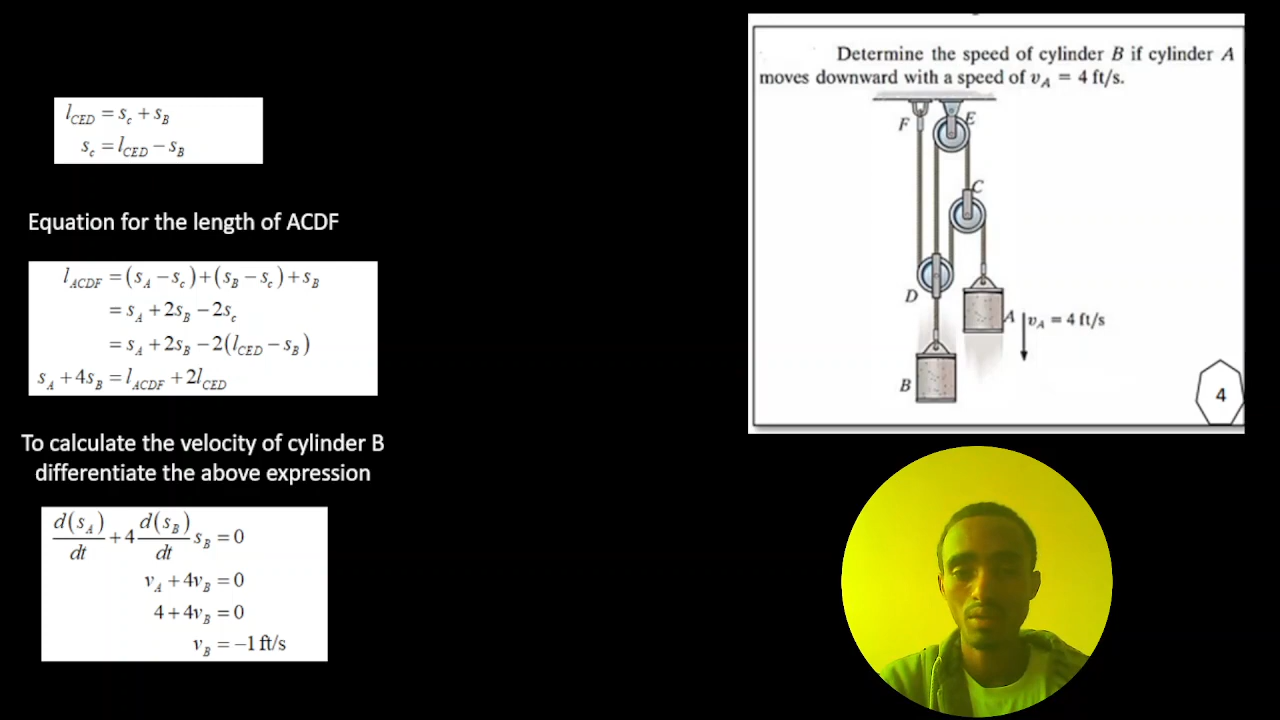 l_CED = s_c + s_B
s_c = l_CED − s_B
Equation for the length of ACDF
l_ACDF = (s_A − s_c) + (s_B − s_c) + s_B
= s_A + 2s_B − 2s_c
= s_A + 2s_B − 2(l_CED − s_B)
s_A + 4s_B = l_ACDF + 2l_CED
To calculate the velocity of cylinder B
differentiate the above expression
d(s_A)/dt + 4 d(s_B)/dt s_B = 0
v_A + 4v_B = 0
4 + 4v_B = 0
v_B = −1 ft/s
Determine the speed of cylinder B if cylinder A
moves downward with a speed of v_A = 4 ft/s.
F
E
C
D
A
v_A = 4 ft/s
B
4